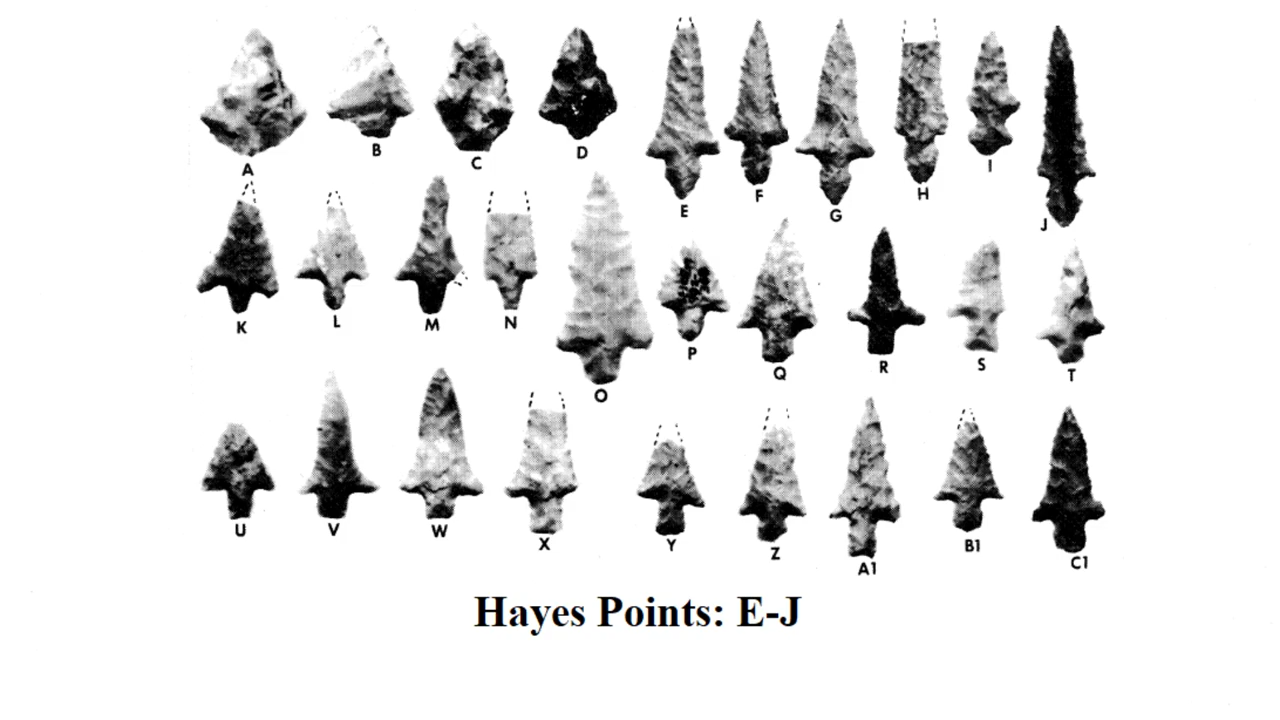 A B C D E F G H I J
K L M N O P Q R S T
U V W X Y Z A1 B1 C1
Hayes Points: E-J